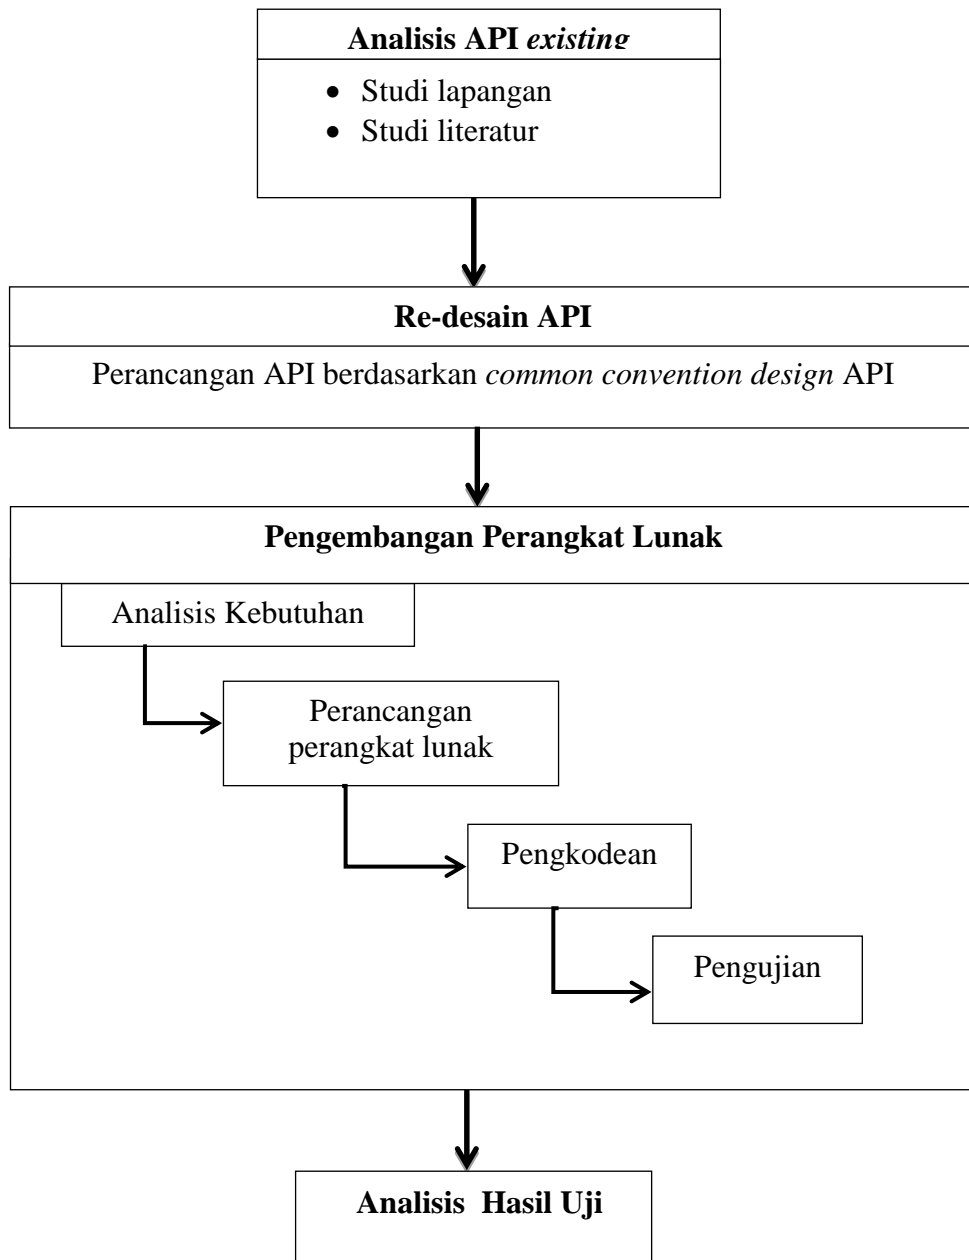 Analisis API existing
• Studi lapangan
• Studi literatur
Re-desain API
Perancangan API berdasarkan common convention design API
Pengembangan Perangkat Lunak
Analisis Kebutuhan
Perancangan
perangkat lunak
Pengkodean
Pengujian
Analisis  Hasil Uji